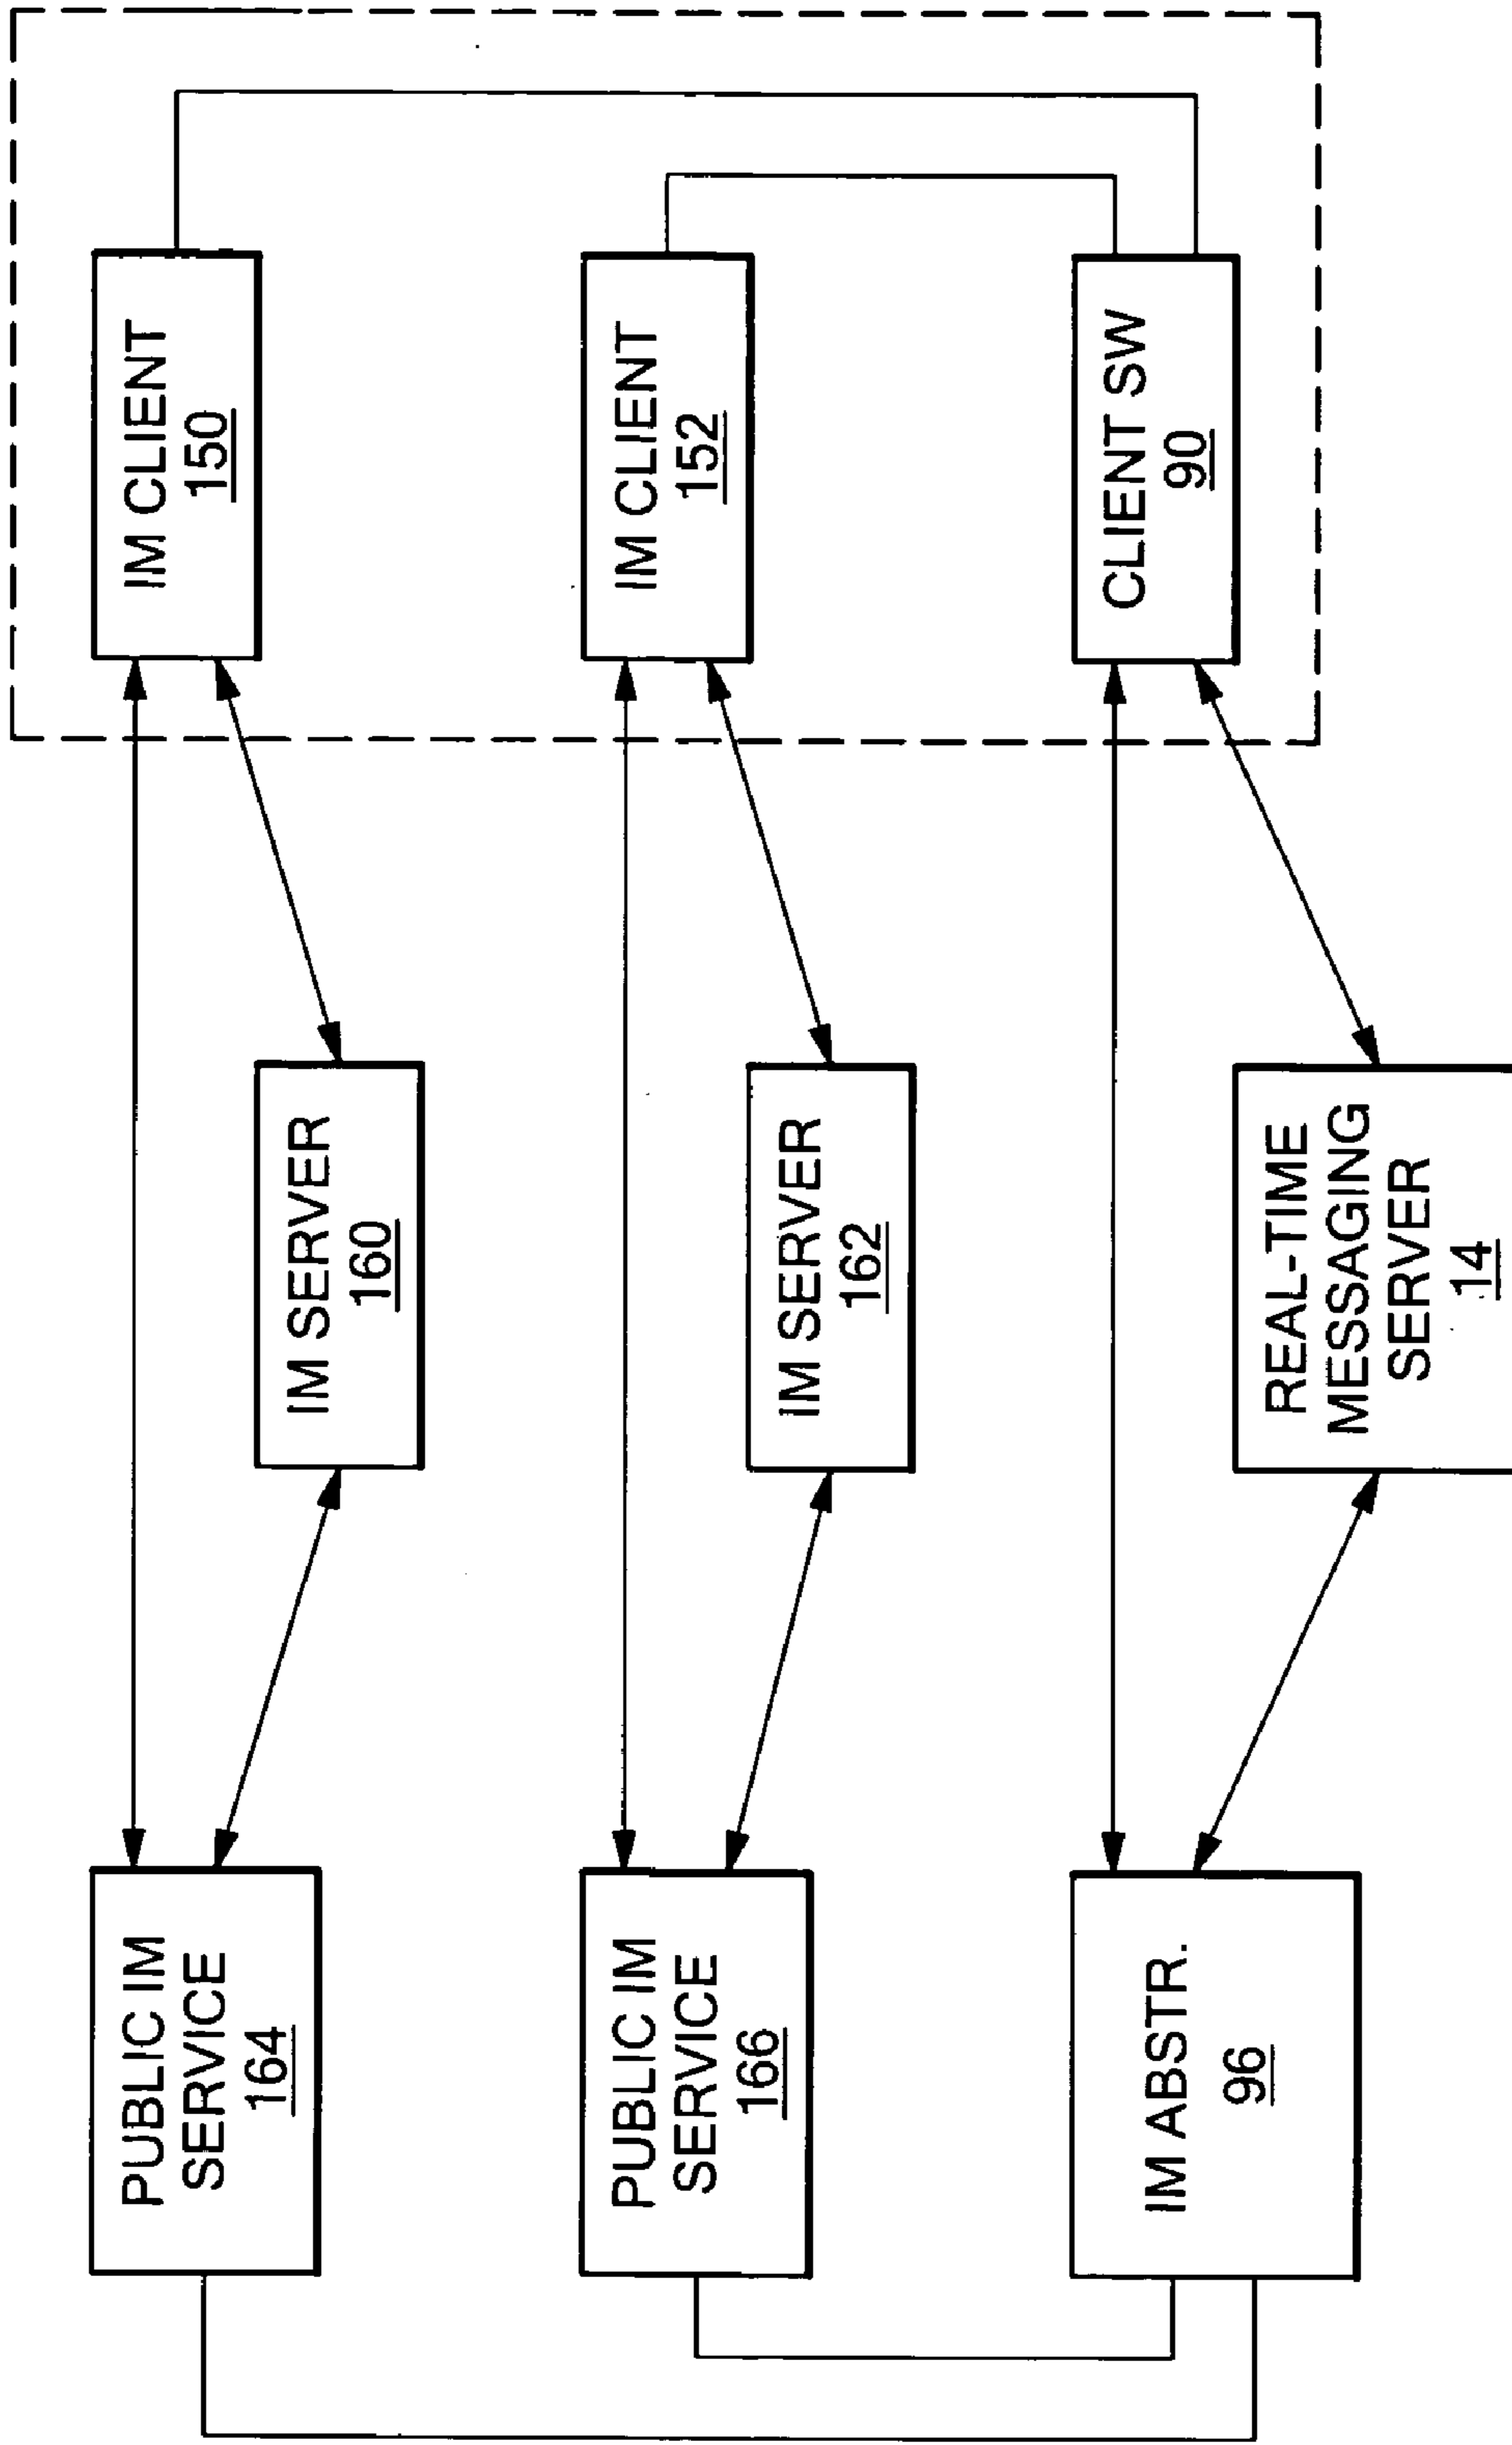 IM CLIENT
150
IM CLIENT
152
CLIENT SW
90
IM SERVER
160
IM SERVER
162
REAL-TIME
MESSAGING
SERVER
14
PUBLIC IM
SERVICE
164
PUBLIC IM
SERVICE
166
IM ABSTR.
96